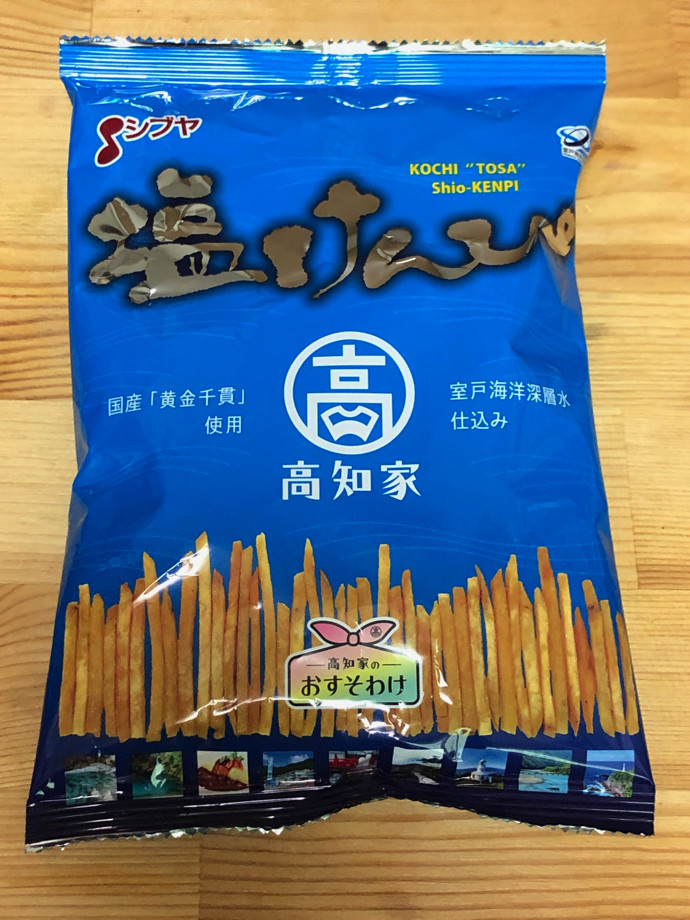 シブヤ
KOCHI "TOSA"
Shio-KENPI
塩けんぴ
高
国産「黄金千貫」
使用
室戸海洋深層水
仕込み
高知家
高知家の
おすそわけ